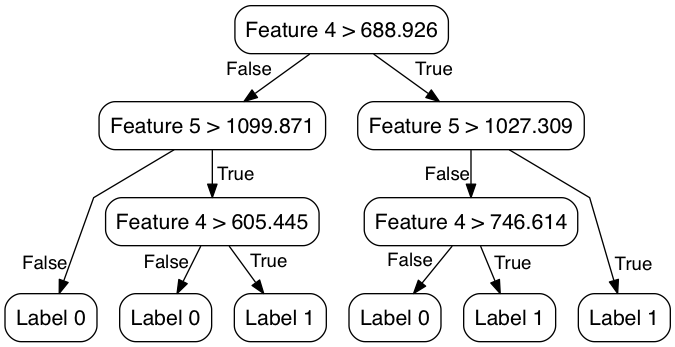 Feature 4 > 688.926
False
True
Feature 5 > 1099.871
Feature 5 > 1027.309
True
False
Feature 4 > 605.445
Feature 4 > 746.614
False
False
True
False
True
True
Label 0
Label 0
Label 1
Label 0
Label 1
Label 1